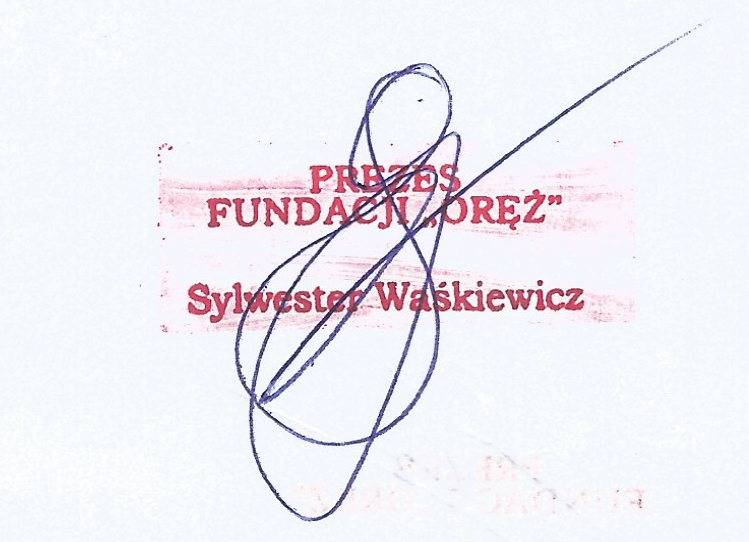 PREZES
FUNDACJI „ORĘŻ”
Sylwester Waśkiewicz